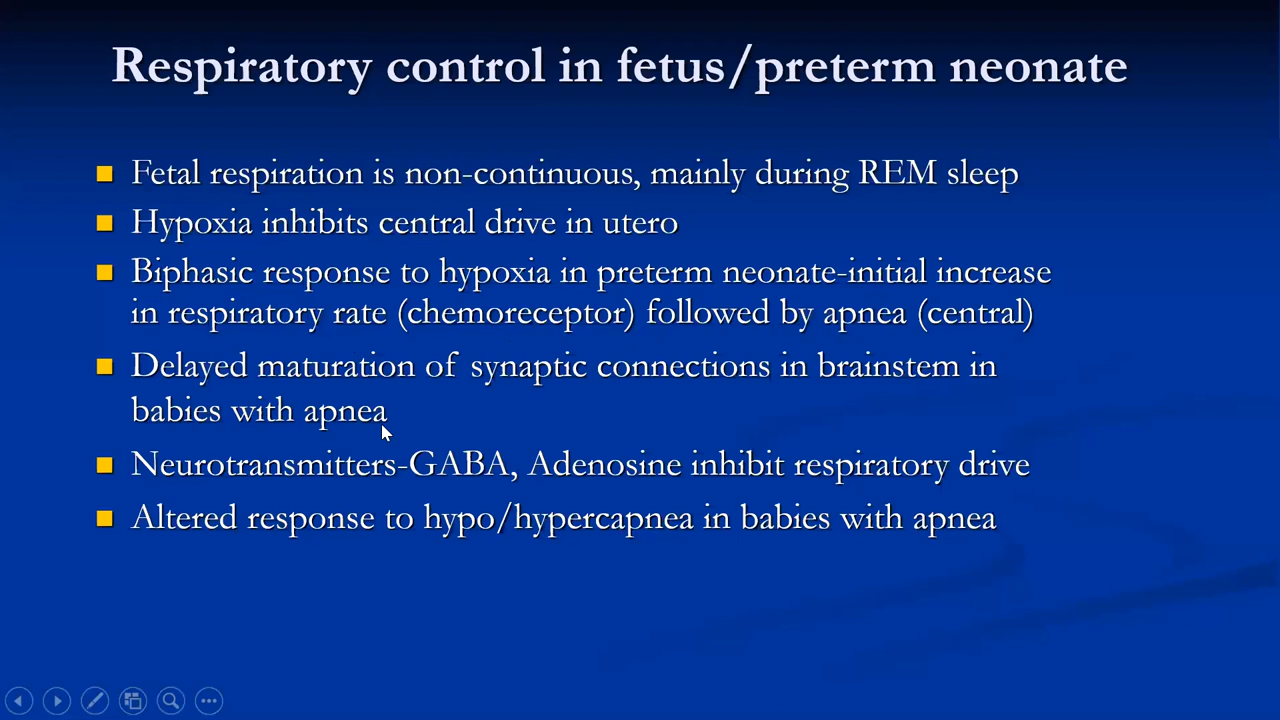 Respiratory control in fetus/preterm neonate
Fetal respiration is non-continuous, mainly during REM sleep
Hypoxia inhibits central drive in utero
Biphasic response to hypoxia in preterm neonate-initial increase
in respiratory rate (chemoreceptor) followed by apnea (central)
Delayed maturation of synaptic connections in brainstem in
babies with apnea
Neurotransmitters-GABA, Adenosine inhibit respiratory drive
Altered response to hypo/hypercapnea in babies with apnea